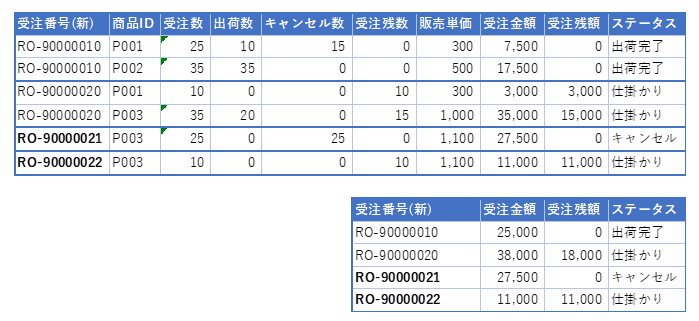 受注番号(新) 商品ID 受注数 出荷数 キャンセル数 受注残数 販売単価 受注金額 受注残額 ステータス
RO-90000010 P001 25 10 15 0 300 7,500 0 出荷完了
RO-90000010 P002 35 35 0 0 500 17,500 0 出荷完了
RO-90000020 P001 10 0 0 10 300 3,000 3,000 仕掛かり
RO-90000020 P003 35 20 0 15 1,000 35,000 15,000 仕掛かり
RO-90000021 P003 25 0 25 0 1,100 27,500 0 キャンセル
RO-90000022 P003 10 0 0 10 1,100 11,000 11,000 仕掛かり
受注番号(新) 受注金額 受注残額 ステータス
RO-90000010 25,000 0 出荷完了
RO-90000020 38,000 18,000 仕掛かり
RO-90000021 27,500 0 キャンセル
RO-90000022 11,000 11,000 仕掛かり